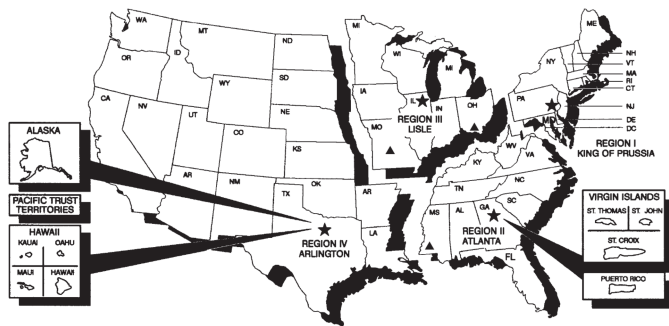 WA
MT
ND
MI
ME
OR
ID
WY
SD
WI
MI
NY
NH
VT
MA
RI
CT
NJ
DE
DC
CA
NV
UT
CO
NE
KS
IA
MO
IL
IN
OH
PA
MD
REGION III
LISLE
REGION I
KING OF PRUSSIA
WV
VA
KY
NC
TN
SC
AR
NM
OK
TX
AR
LA
MS
AL
GA
FL
REGION IV
ARLINGTON
REGION II
ATLANTA
ALASKA
PACIFIC TRUST
TERRITORIES
HAWAII
KAUAI OAHU
MAUI HAWAII
VIRGIN ISLANDS
ST. THOMAS ST. JOHN
ST. CROIX
PUERTO RICO